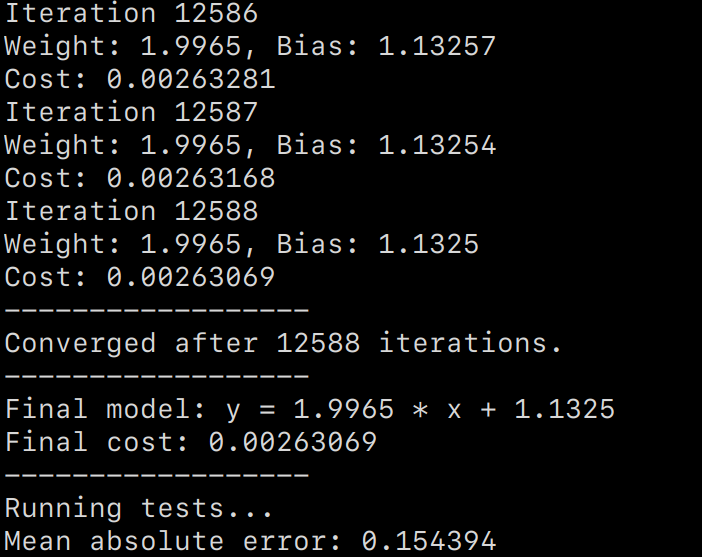 Iteration 12586
Weight: 1.9965, Bias: 1.13257
Cost: 0.00263281
Iteration 12587
Weight: 1.9965, Bias: 1.13254
Cost: 0.00263168
Iteration 12588
Weight: 1.9965, Bias: 1.1325
Cost: 0.00263069
------------------
Converged after 12588 iterations.
------------------
Final model: y = 1.9965 * x + 1.1325
Final cost: 0.00263069
------------------
Running tests...
Mean absolute error: 0.154394